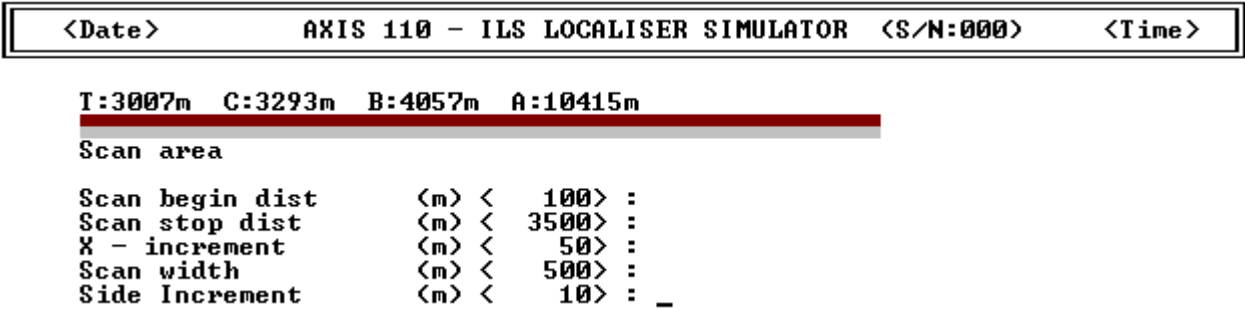 <Date> AXIS 110 - ILS LOCALISER SIMULATOR (S/N:000) <Time>
T:3007m C:3293m B:4057m A:10415m
Scan area
Scan begin dist (m) < 100> :
Scan stop dist (m) < 3500> :
X - increment (m) < 50> :
Scan width (m) < 500> :
Side Increment (m) < 10> : _